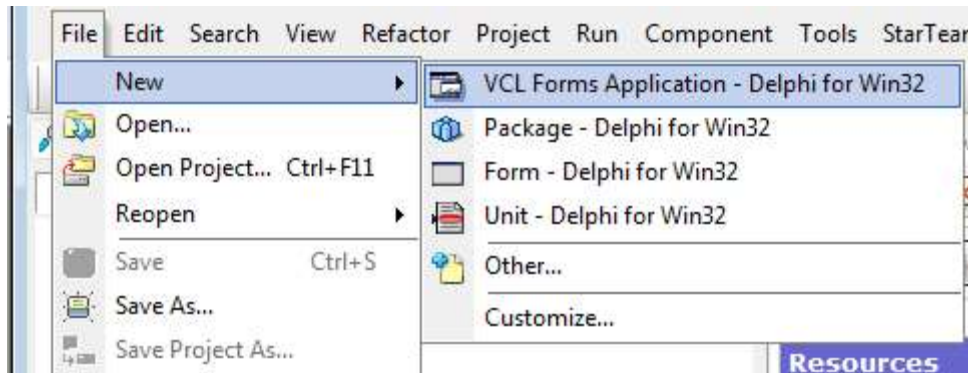 File Edit Search View Refactor Project Run Component Tools StarTear
New
Open...
Open Project... Ctrl+F11
Reopen
Save Ctrl+S
Save As...
Save Project As...
VCL Forms Application - Delphi for Win32
Package - Delphi for Win32
Form - Delphi for Win32
Unit - Delphi for Win32
Other...
Customize...
Resources